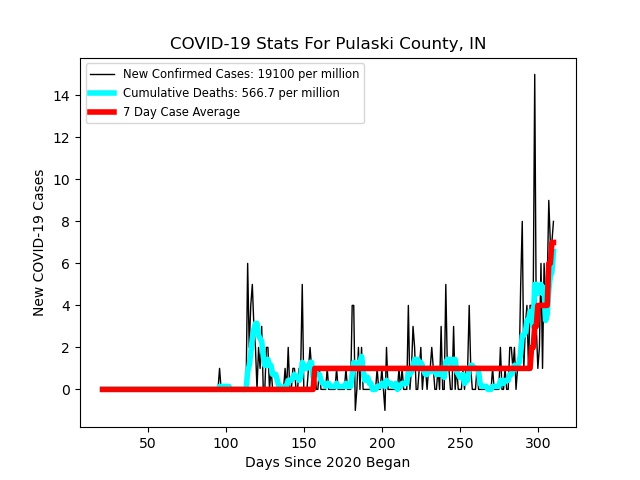 COVID-19 Stats For Pulaski County, IN
New Confirmed Cases: 19100 per million
Cumulative Deaths: 566.7 per million
7 Day Case Average
New COVID-19 Cases
14
12
10
8
6
4
2
0
50 100 150 200 250 300
Days Since 2020 Began